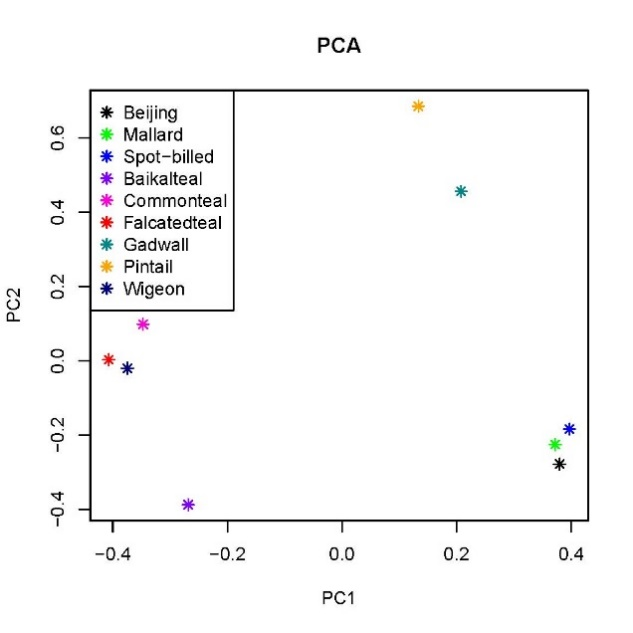 PCA
Beijing
Mallard
Spot-billed
Baikalteal
Commonteal
Falcatedteal
Gadwall
Pintail
Wigeon
PC2
0.6
0.4
0.2
0.0
−0.2
−0.4
−0.4 −0.2 0.0 0.2 0.4
PC1